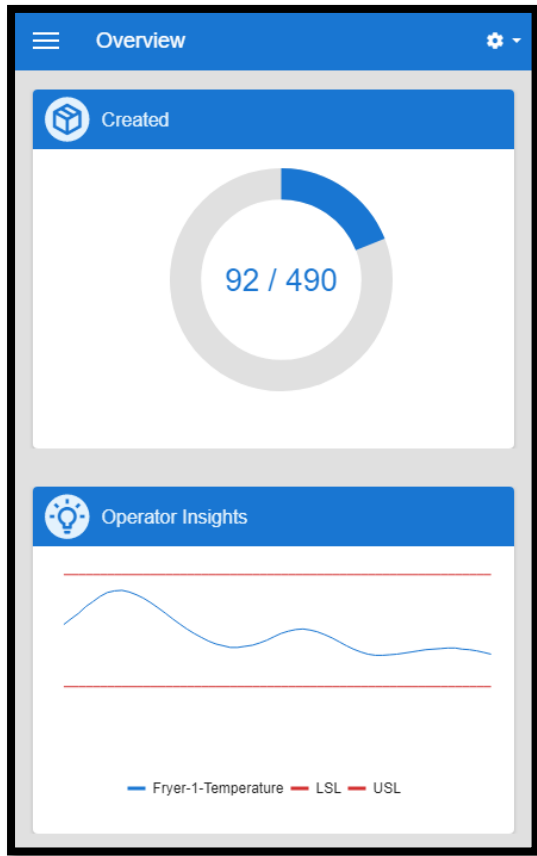 Overview
Created
92 / 490
Operator Insights
Fryer-1-Temperature LSL USL